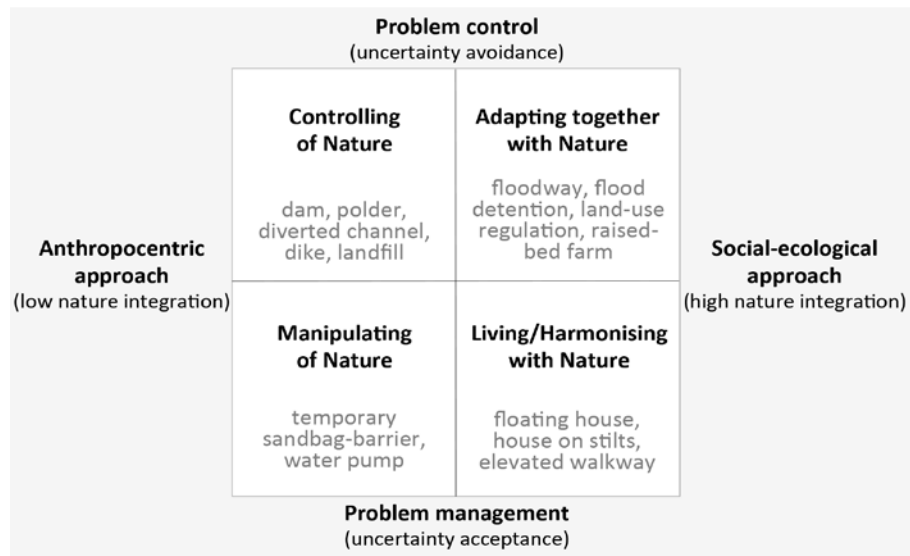 Problem control
(uncertainty avoidance)
Controlling
of Nature
dam, polder,
diverted channel,
dike, landfill
Adapting together
with Nature
floodway, flood
detention, land-use
regulation, raised-
bed farm
Anthropocentric
approach
(low nature integration)
Social-ecological
approach
(high nature integration)
Manipulating
of Nature
temporary
sandbag-barrier,
water pump
Living/Harmonising
with Nature
floating house,
house on stilts,
elevated walkway
Problem management
(uncertainty acceptance)